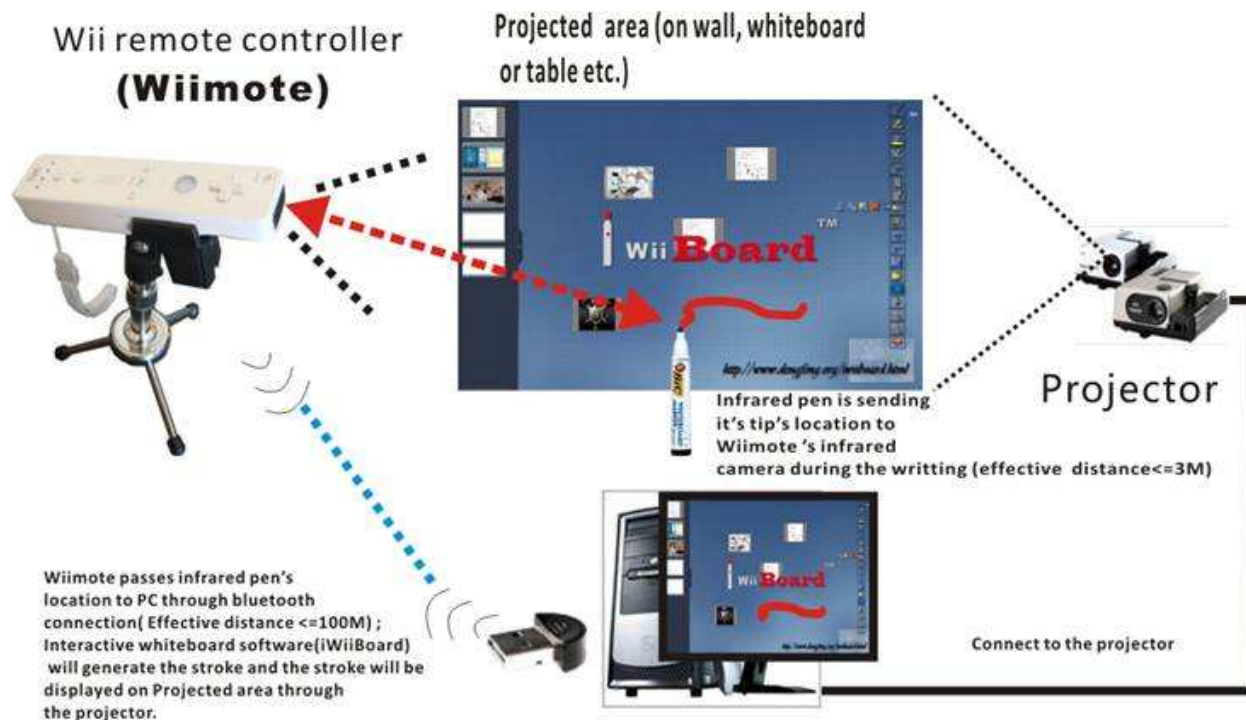 Wii remote controller
(Wiimote)
Projected area (on wall, whiteboard
or table etc.)
Wii Board
TM
Projector
Infrared pen is sending
it's tip's location to
Wiimote 's infrared
camera during the writting (effective distance<=3M)
Wiimote passes infrared pen's
location to PC through bluetooth
connection( Effective distance <=100M) ;
Interactive whiteboard software(iWiiBoard)
will generate the stroke and the stroke will be
displayed on Projected area through
the projector.
Wii Board
Connect to the projector